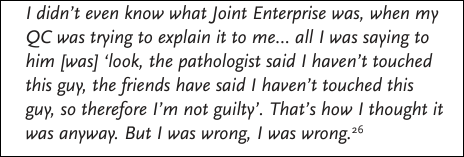 I didn’t even know what Joint Enterprise was, when my
QC was trying to explain it to me... all I was saying to
him [was] ‘look, the pathologist said I haven’t touched
this guy, the friends have said I haven’t touched this
guy, so therefore I’m not guilty’. That’s how I thought it
was anyway. But I was wrong, I was wrong.26